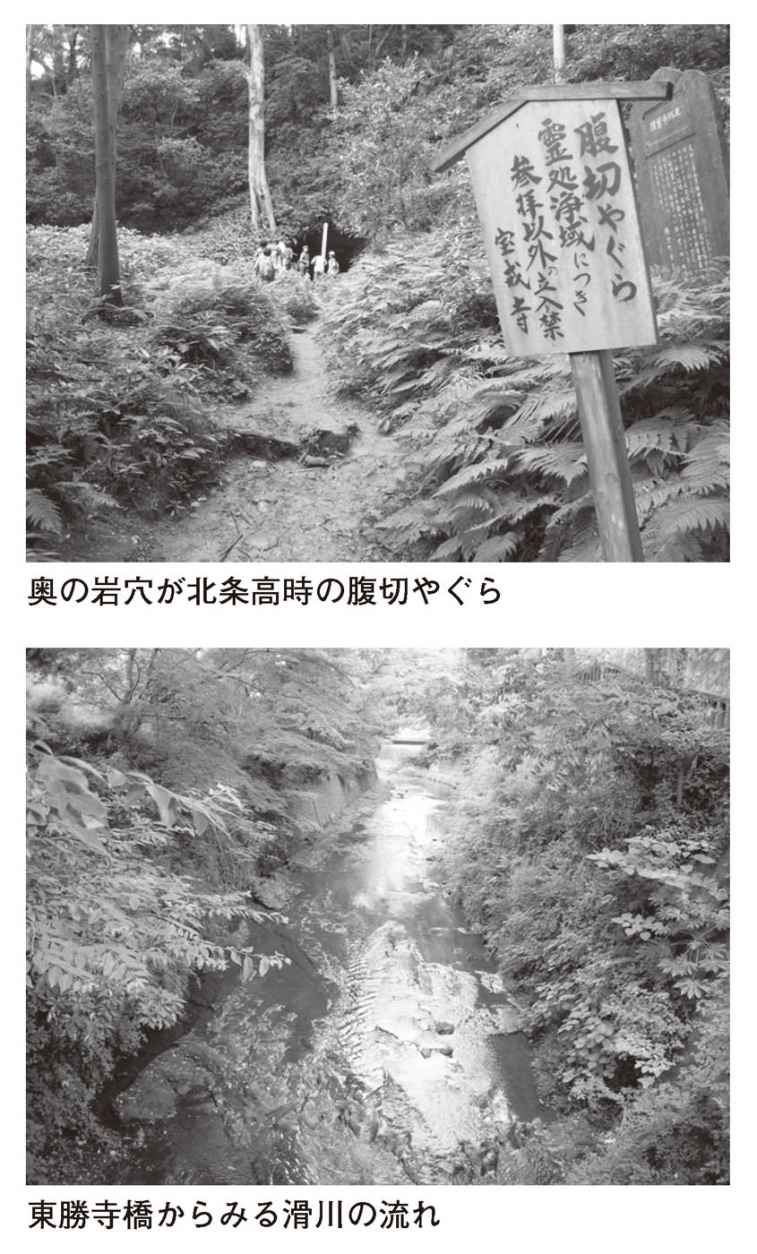 腹切やぐら
霊処浄域につき
参拝以外の立入禁
宝戒寺
奥の岩穴が北条高時の腹切やぐら
東勝寺橋からみる滑川の流れ